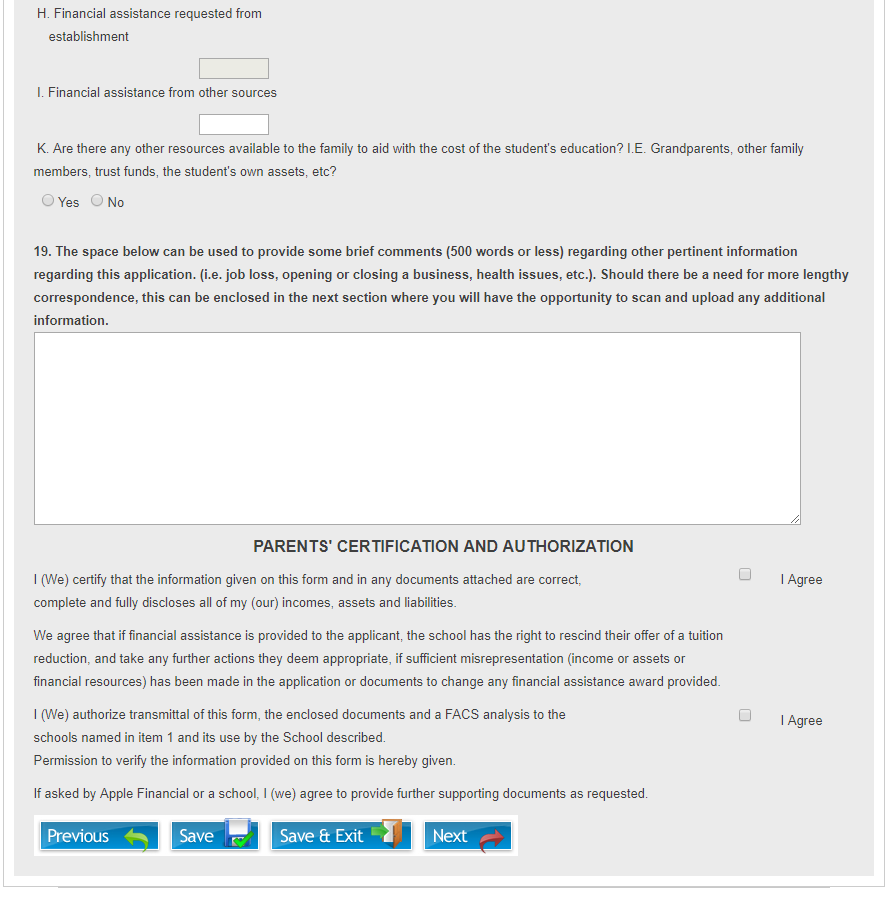 H. Financial assistance requested from
establishment
I. Financial assistance from other sources
K. Are there any other resources available to the family to aid with the cost of the student's education? I.E. Grandparents, other family
members, trust funds, the student's own assets, etc?
Yes No
19. The space below can be used to provide some brief comments (500 words or less) regarding other pertinent information
regarding this application. (i.e. job loss, opening or closing a business, health issues, etc.). Should there be a need for more lengthy
correspondence, this can be enclosed in the next section where you will have the opportunity to scan and upload any additional
information.
PARENTS' CERTIFICATION AND AUTHORIZATION
I (We) certify that the information given on this form and in any documents attached are correct, I Agree
complete and fully discloses all of my (our) incomes, assets and liabilities.
We agree that if financial assistance is provided to the applicant, the school has the right to rescind their offer of a tuition
reduction, and take any further actions they deem appropriate, if sufficient misrepresentation (income or assets or
financial resources) has been made in the application or documents to change any financial assistance award provided.
I (We) authorize transmittal of this form, the enclosed documents and a FACS analysis to the I Agree
schools named in item 1 and its use by the School described.
Permission to verify the information provided on this form is hereby given.
If asked by Apple Financial or a school, I (we) agree to provide further supporting documents as requested.
Previous Save Save & Exit Next